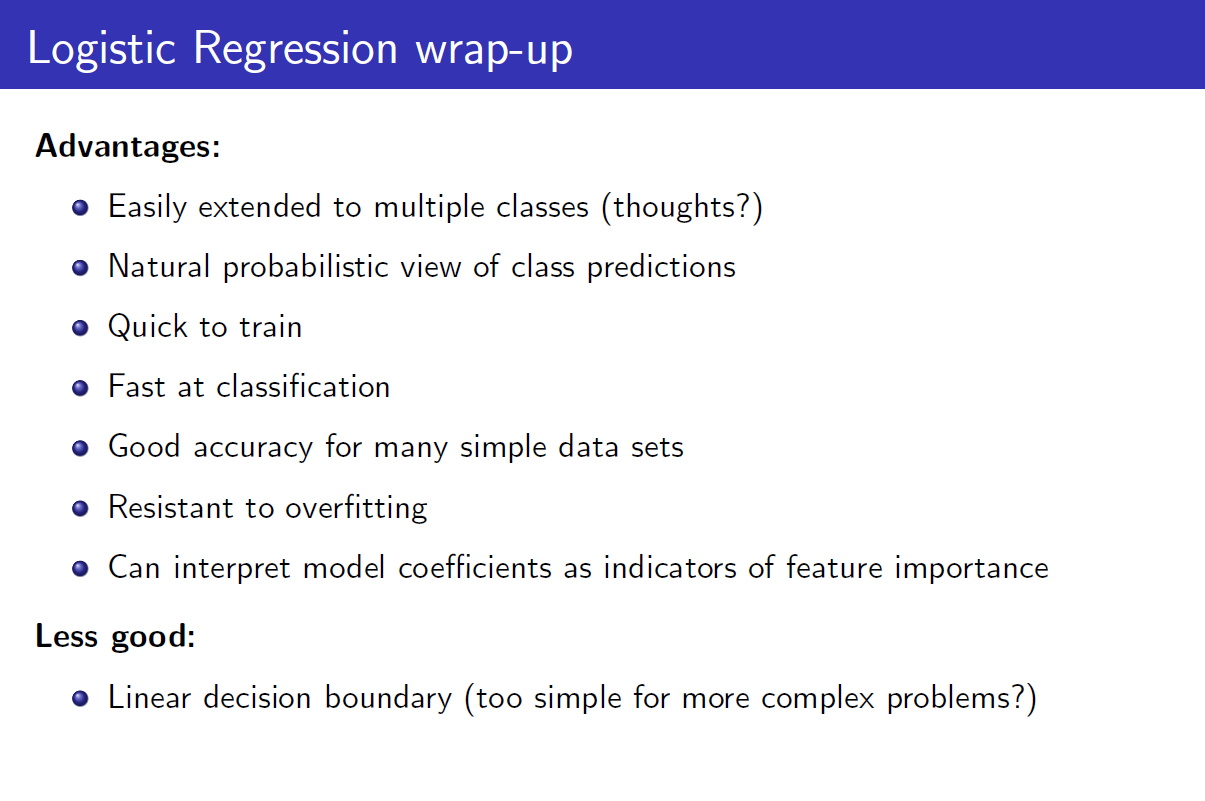 Logistic Regression wrap-up
Advantages:
Easily extended to multiple classes (thoughts?)
Natural probabilistic view of class predictions
Quick to train
Fast at classification
Good accuracy for many simple data sets
Resistant to overfitting
Can interpret model coefficients as indicators of feature importance
Less good:
Linear decision boundary (too simple for more complex problems?)